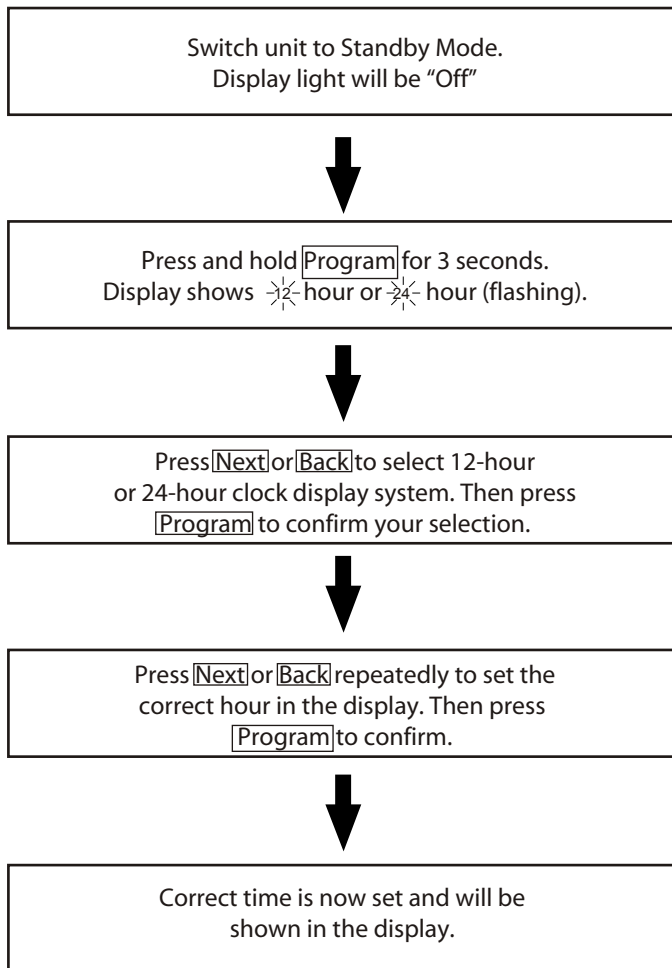 Switch unit to Standby Mode.
Display light will be “Off”
Press and hold Program for 3 seconds.
Display shows 12 hour or 24 hour (flashing).
Press Next or Back to select 12-hour
or 24-hour clock display system. Then press
Program to confirm your selection.
Press Next or Back repeatedly to set the
correct hour in the display. Then press
Program to confirm.
Correct time is now set and will be
shown in the display.